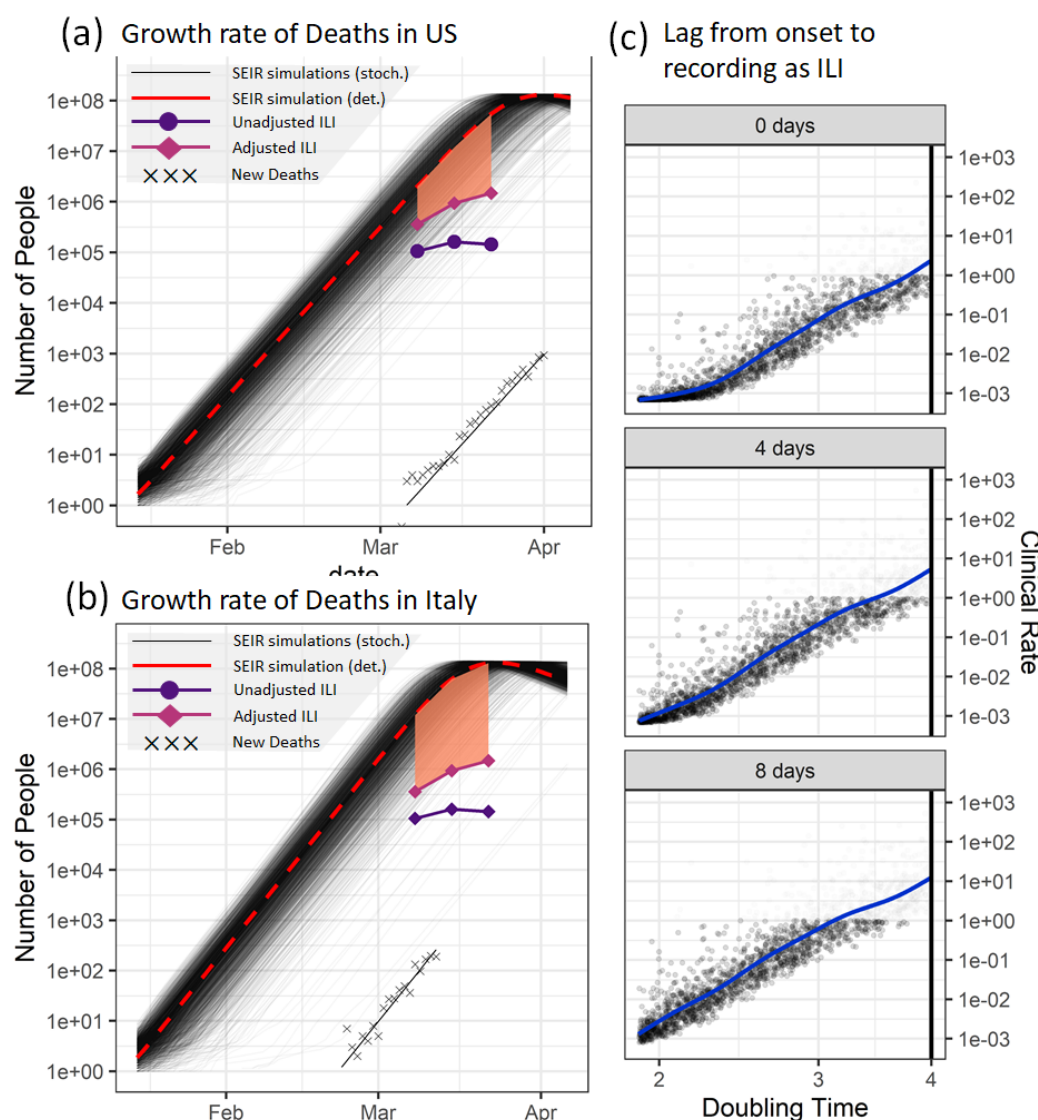 (a) Growth rate of Deaths in US
SEIR simulations (stoch.)
SEIR simulation (det.)
Unadjusted ILI
Adjusted ILI
New Deaths
1e+08
1e+07
1e+06
1e+05
1e+04
1e+03
1e+02
1e+01
1e+00
Number of People
Feb
Mar
Apr
date
(b) Growth rate of Deaths in Italy
SEIR simulations (stoch.)
SEIR simulation (det.)
Unadjusted ILI
Adjusted ILI
New Deaths
1e+08
1e+07
1e+06
1e+05
1e+04
1e+03
1e+02
1e+01
1e+00
Number of People
Feb
Mar
Apr
(c) Lag from onset to
recording as ILI
0 days
1e+03
1e+02
1e+01
1e+00
1e-01
1e-02
1e-03
4 days
1e+03
1e+02
1e+01
1e+00
1e-01
1e-02
1e-03
8 days
1e+03
1e+02
1e+01
1e+00
1e-01
1e-02
1e-03
Clinical Rate
2
3
4
Doubling Time